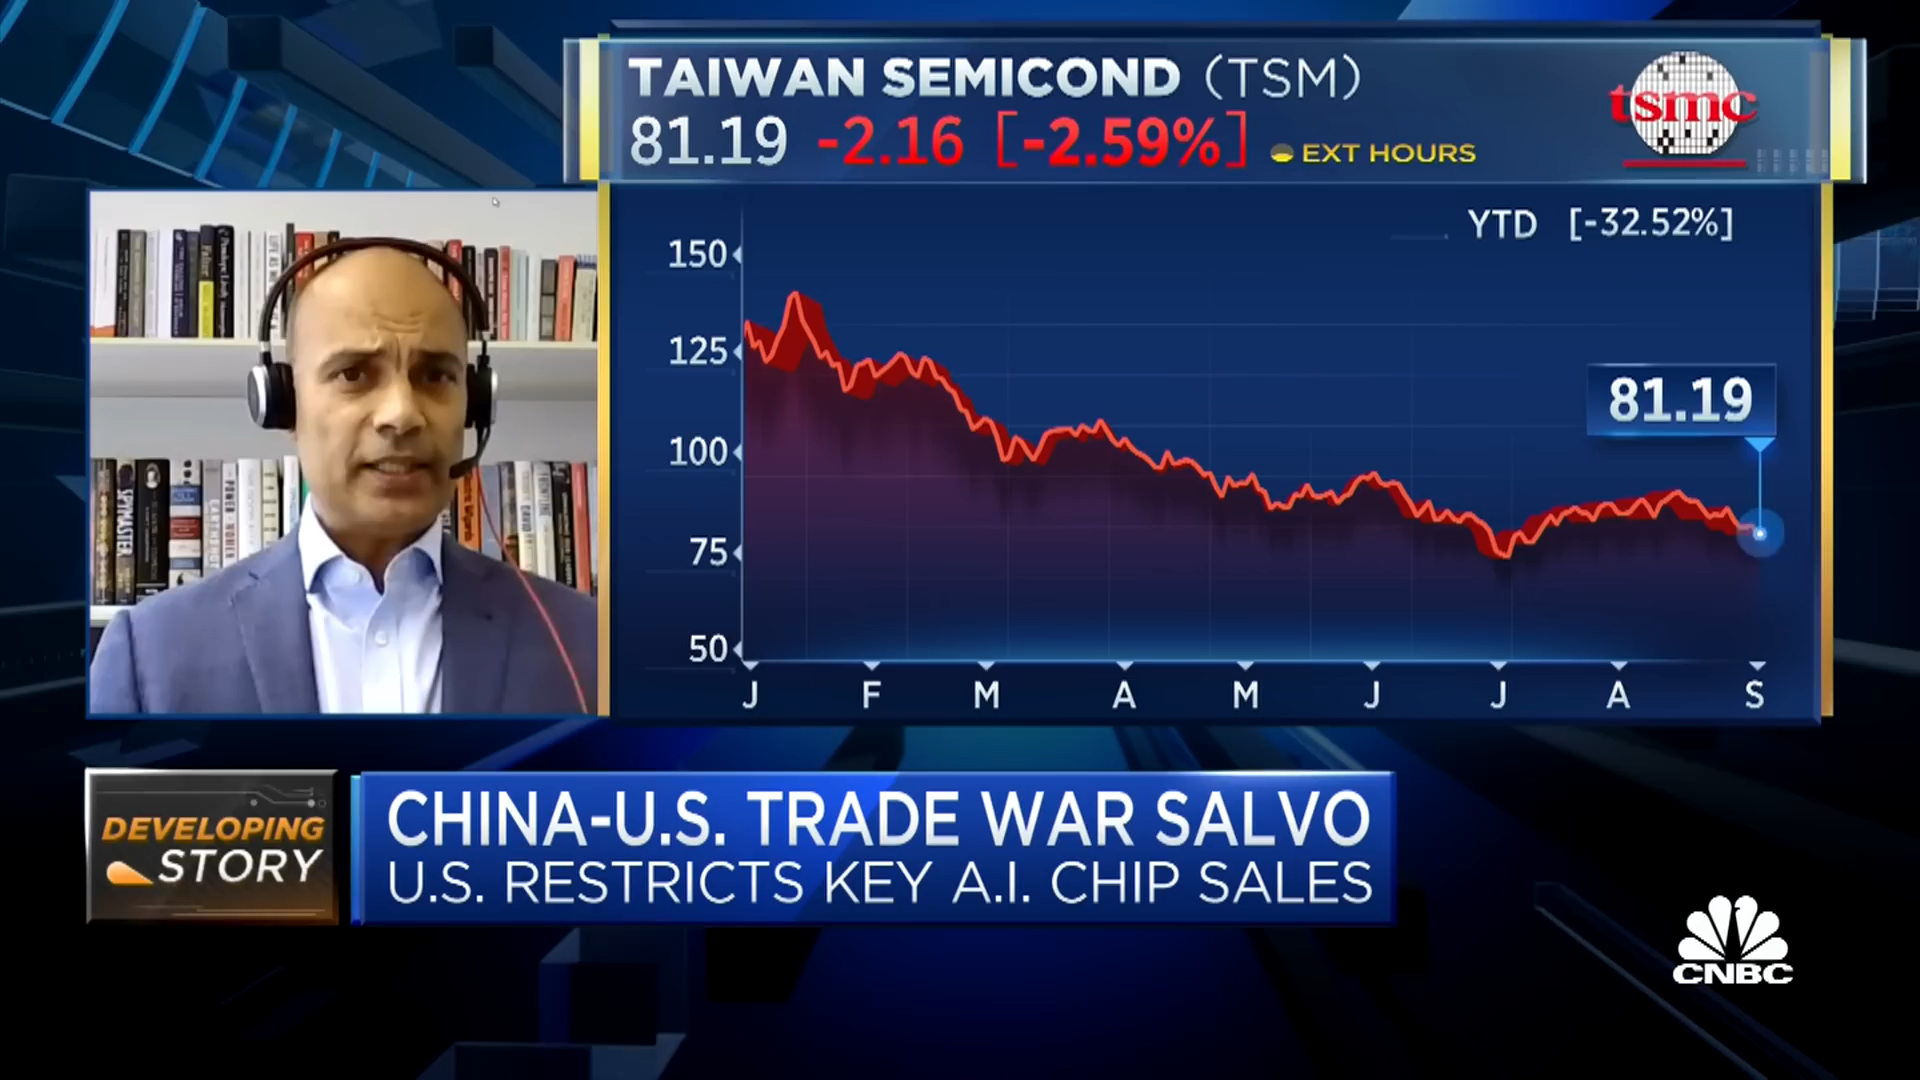 TAIWAN SEMICOND (TSM)
81.19 -2.16 [-2.59%] EXT HOURS
tsmc
YTD [-32.52%]
150
125
100
75
50
81.19
J F M A M J J A S
SPYMASTER
DEVELOPING
STORY
CHINA-U.S. TRADE WAR SALVO
U.S. RESTRICTS KEY A.I. CHIP SALES
CNBC